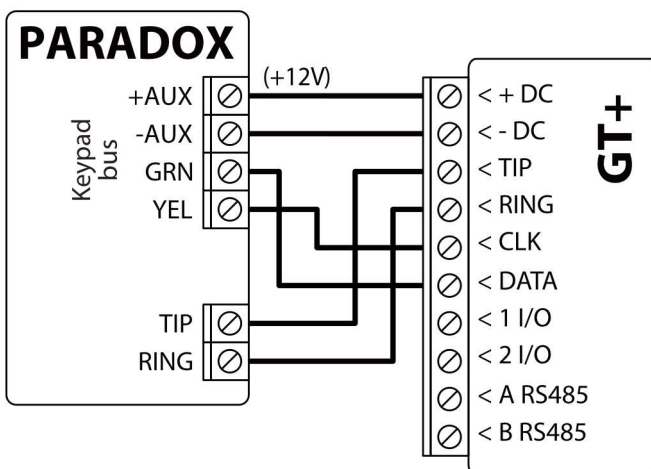 PARADOX
(+12V)
+AUX
-AUX
GRN
YEL
Keypad
bus
TIP
RING
< + DC
< - DC
< TIP
< RING
< CLK
< DATA
< 1 I/O
< 2 I/O
< A RS485
< B RS485
GT+